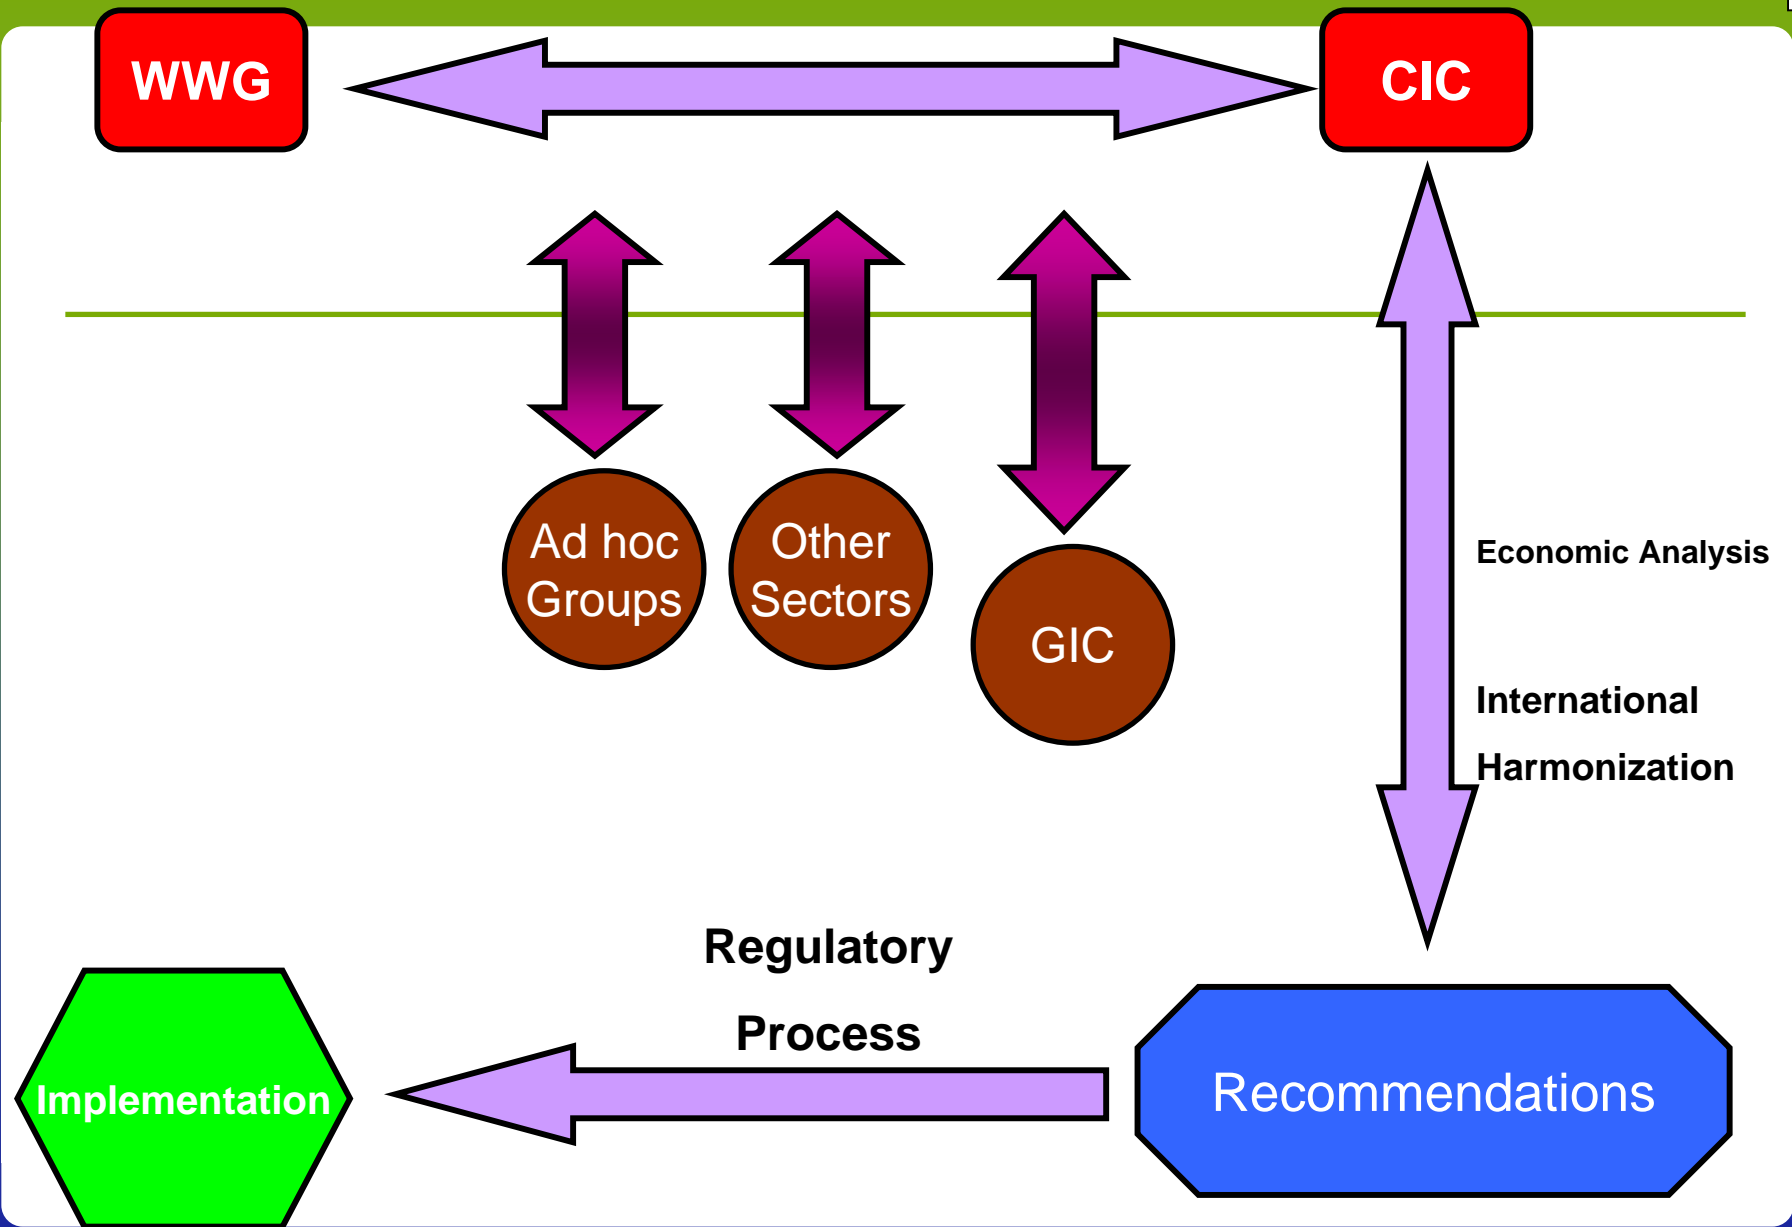 WWG
CIC
Ad hoc
Groups
Other
Sectors
GIC
Economic Analysis
International
Harmonization
Regulatory
Process
Implementation
Recommendations